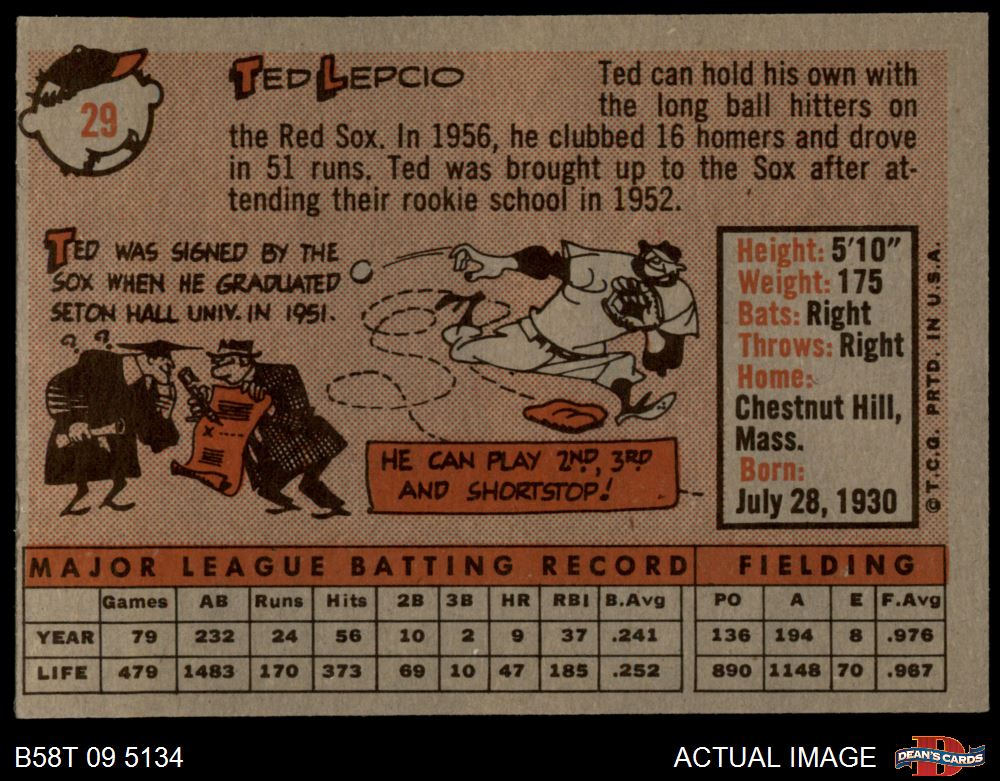 29
TED LEPCIO
Ted can hold his own with
the long ball hitters on
the Red Sox. In 1956, he clubbed 16 homers and drove
in 51 runs. Ted was brought up to the Sox after at-
tending their rookie school in 1952.
TED WAS SIGNED BY THE
SOX WHEN HE GRADUATED
SETON HALL UNIV. IN 1951.
? ?
X
HE CAN PLAY 2ND, 3RD
AND SHORTSTOP!
Height: 5'10"
Weight: 175
Bats: Right
Throws: Right
Home:
Chestnut Hill,
Mass.
Born:
July 28, 1930
© T.C.G. PRTD. IN U.S.A.
MAJOR LEAGUE BATTING RECORD FIELDING
Games AB Runs Hits 2B 3B HR RBI B.Avg PO A E F.Avg
YEAR 79 232 24 56 10 2 9 37 .241 136 194 8 .976
LIFE 479 1483 170 373 69 10 47 185 .252 890 1148 70 .967
B58T 09 5134
ACTUAL IMAGE
D
DEAN'S CARDS